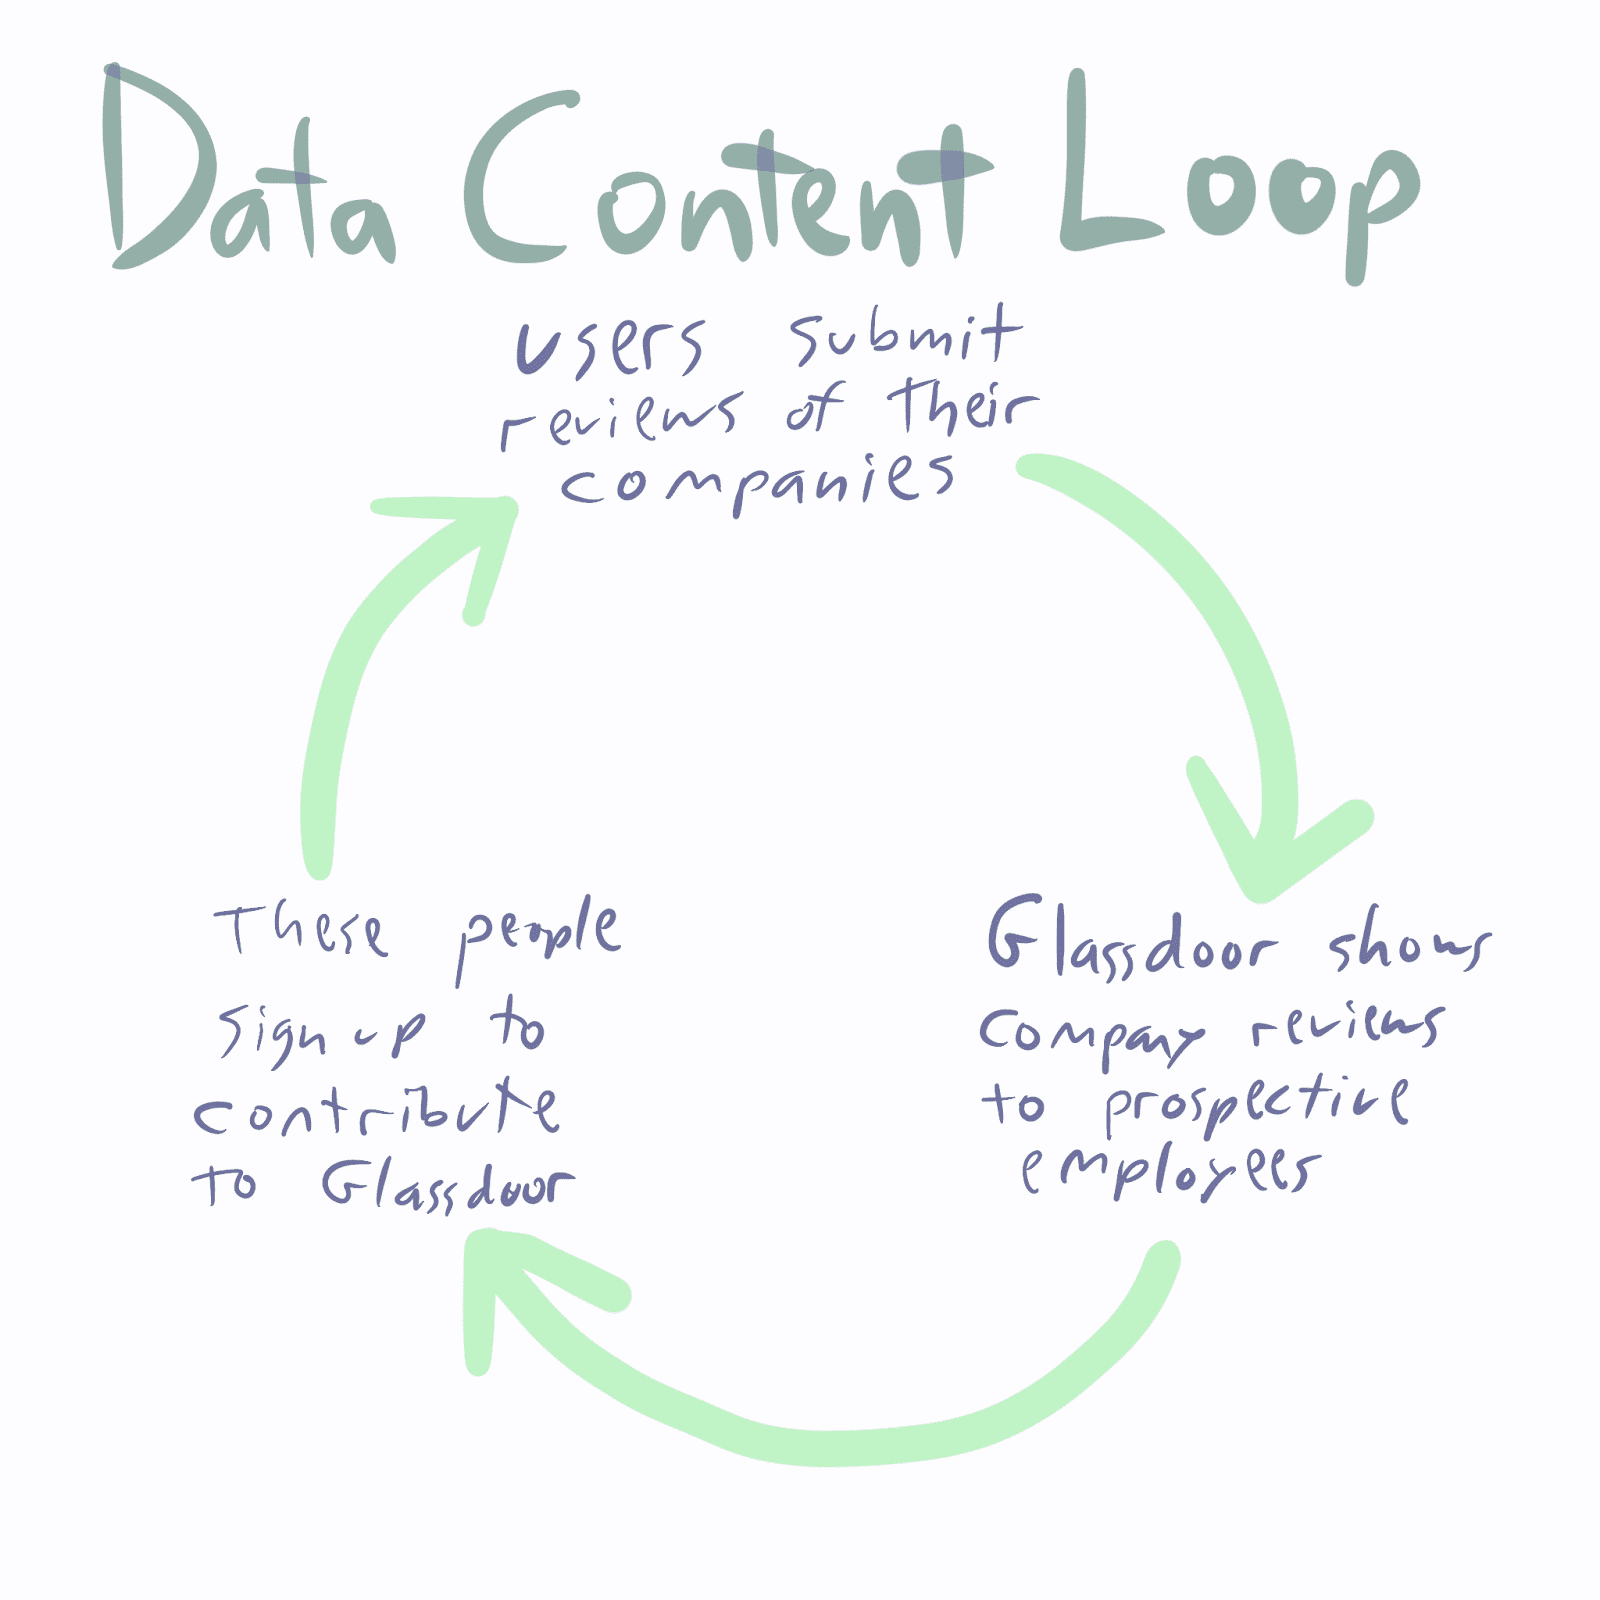 Data Content Loop
users submit
reviews of their
companies
Glassdoor shows
company reviews
to prospective
employees
These people
sign up to
contribute
to Glassdoor